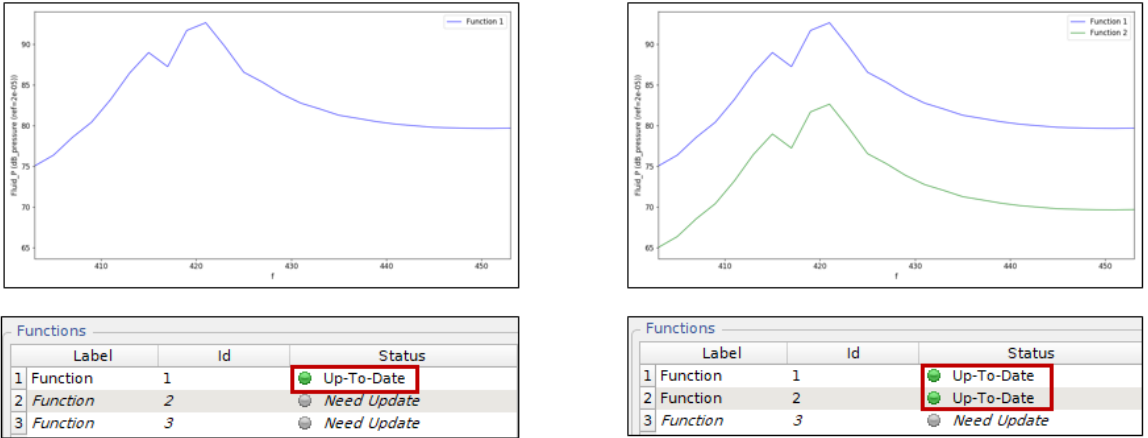 Function 1
90
85
80
75
70
65
Fluid_P (dB_pressure (ref=2e-05))
410
420
430
440
450
f
Functions
Label Id Status
1 Function 1 Up-To-Date
2 Function 2 Need Update
3 Function 3 Need Update
Function 1
Function 2
90
85
80
75
70
65
Fluid_P (dB_pressure (ref=2e-05))
410
420
430
440
450
f
Functions
Label Id Status
1 Function 1 Up-To-Date
2 Function 2 Up-To-Date
3 Function 3 Need Update